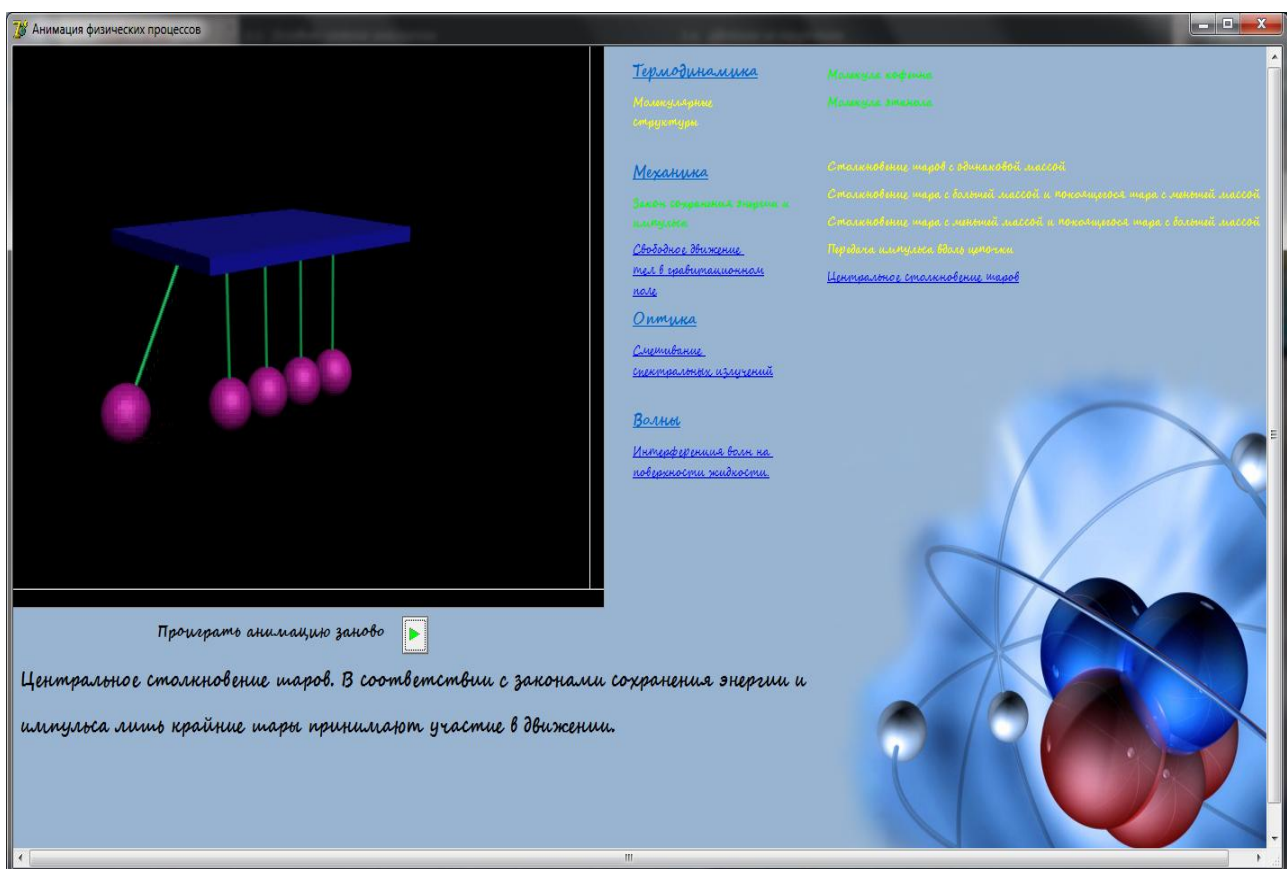 Анимация физических процессов
Термодинамика
Молекулярные
структуры
Молекула кофеина
Молекула этанола
Механика
Закон сохранения энергии и
импульса
Свободное движение
тел в гравитационном
поле
Столкновение шаров с одинаковой массой
Столкновение шара с большей массой и покоящегося шара с меньшей массой
Столкновение шара с меньшей массой и покоящегося шара с большей массой
Передача импульса вдоль цепочки
Центральное столкновение шаров
Оптика
Смешивание
спектральных излучений
Волны
Интерференция волн на
поверхности жидкости.
Проиграть анимацию заново
Центральное столкновение шаров. В соответствии с законами сохранения энергии и
импульса лишь крайние шары принимают участие в движении.